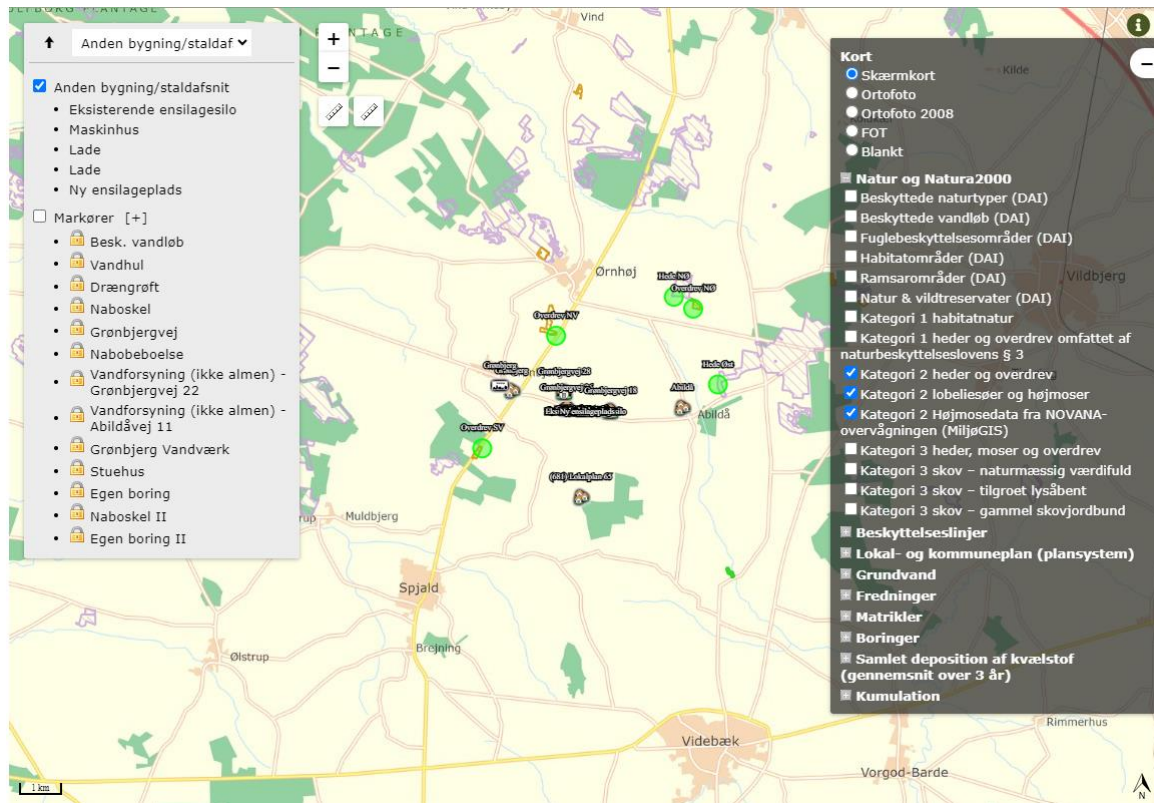 PLANTAGE
Vind
NTAGE
Anden bygning/staldaf
+
−
Anden bygning/staldafsnit
Eksisterende ensilagesilo
Maskinhus
Lade
Lade
Ny ensilageplads
Markører [+]
Besk. vandløb
Vandhul
Drængrøft
Naboskel
Grønbjergvej
Nabobeboelse
Vandforsyning (ikke almen) -
Grønbjergvej 22
Vandforsyning (ikke almen) -
Abildåvej 11
Grønbjerg Vandværk
Stuehus
Egen boring
Naboskel II
Egen boring II
i
Kort
−
Skærmkort
Kilde
Ortofoto
Ortofoto 2008
FOT
Blankt
Natur og Natura2000
Beskyttede naturtyper (DAI)
Beskyttede vandløb (DAI)
Fuglebeskyttelsesområder (DAI)
Habitatområder (DAI)
Ramsarområder (DAI)
Natur & vildtreservater (DAI)
Kategori 1 habitatnatur
Kategori 1 heder og overdrev omfattet af
naturbeskyttelseslovens § 3
Kategori 2 heder og overdrev
Kategori 2 lobeliesøer og højmoser
Kategori 2 Højmosedata fra NOVANA-
overvågningen (MiljøGIS)
Kategori 3 heder, moser og overdrev
Kategori 3 skov – naturmæssig værdifuld
Kategori 3 skov – tilgroet lysåbent
Kategori 3 skov – gammel skovjordbund
Beskyttelseslinjer
Lokal- og kommuneplan (plansystem)
Grundvand
Fredninger
Matrikler
Boringer
Samlet deposition af kvælstof
(gennemsnit over 3 år)
Kumulation
Vildbjerg
Ørnhøj
Hede NØ
Overdrev NØ
Overdrev NV
Grønbjerg
Grønbjergvej 28
Grønbjergvej 18
Hede Øst
Abildå
Abildå
Ny ensilageplads
Overdrev SV
(681) Lokalplan 65
Muldbjerg
Spjald
Brejning
Ølstrup
Videbæk
Rimmerhus
Vorgod-Barde
1 km
N